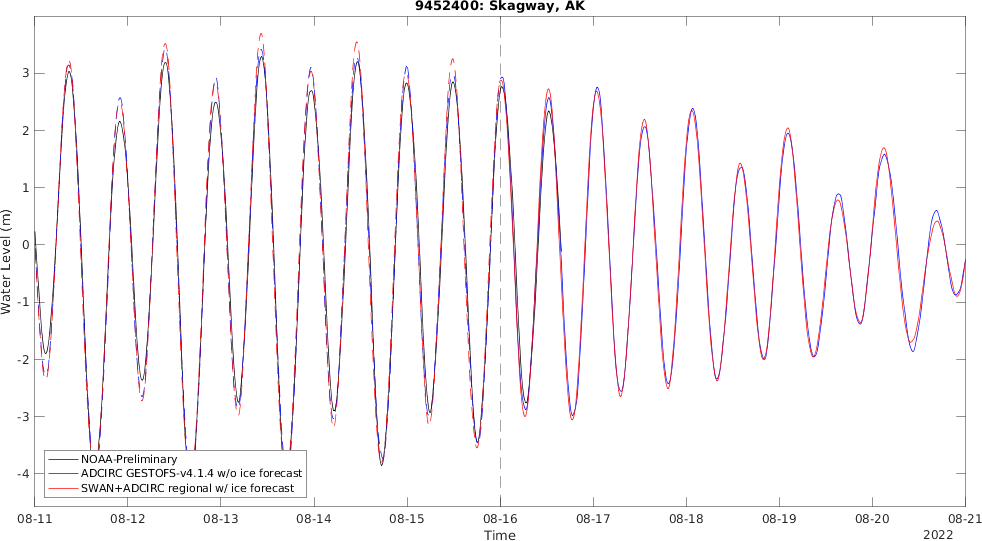 9452400: Skagway, AK
3
2
1
0
-1
-2
-3
-4
Water Level (m)
NOAA-Preliminary
ADCIRC GESTOFS-v4.1.4 w/o ice forecast
SWAN+ADCIRC regional w/ ice forecast
08-11 08-12 08-13 08-14 08-15 08-16 08-17 08-18 08-19 08-20 08-21
Time
2022